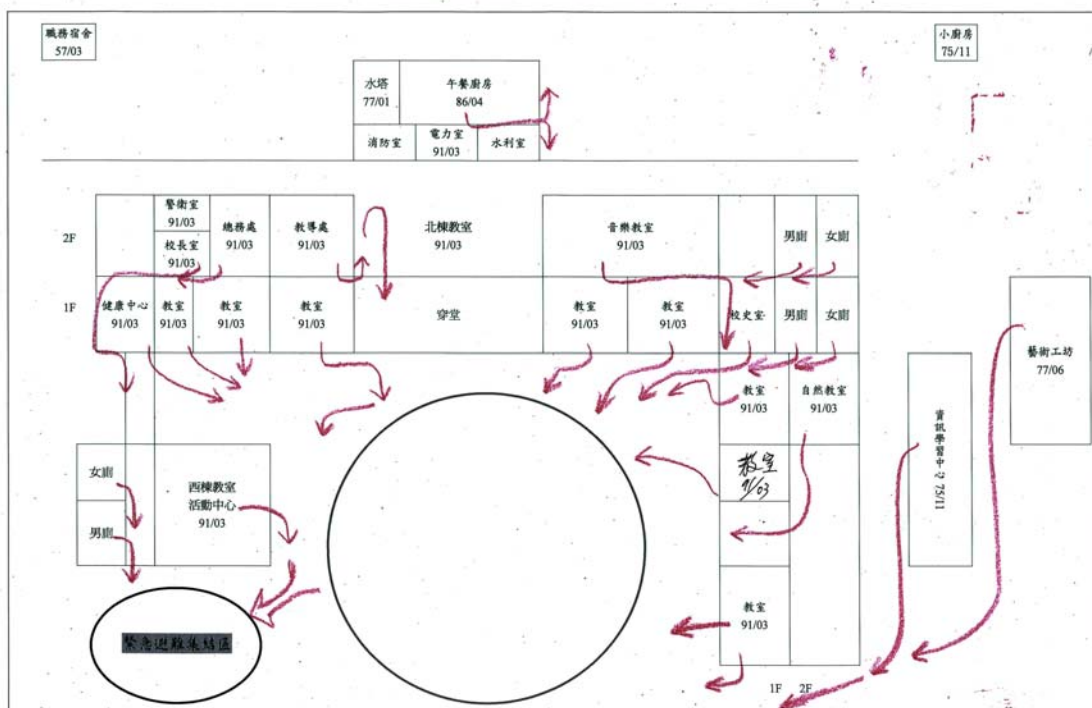 職務宿舍
57/03
小廚房
75/11
水塔
77/01
午餐廚房
86/04
消防室
電力室
91/03
水利室
2F
警衛室
91/03
校長室
91/03
總務處
91/03
教導處
91/03
北棟教室
91/03
音樂教室
91/03
男廁
女廁
1F
健康中心
91/03
教室
91/03
教室
91/03
教室
91/03
穿堂
教室
91/03
教室
91/03
校史室
男廁
女廁
藝術工坊
77/06
教室
91/03
自然教室
91/03
資訊學習中心 75/11
女廁
男廁
西棟教室
活動中心
91/03
教室
91/03
教室
91/03
緊急避難集結區
1F
2F